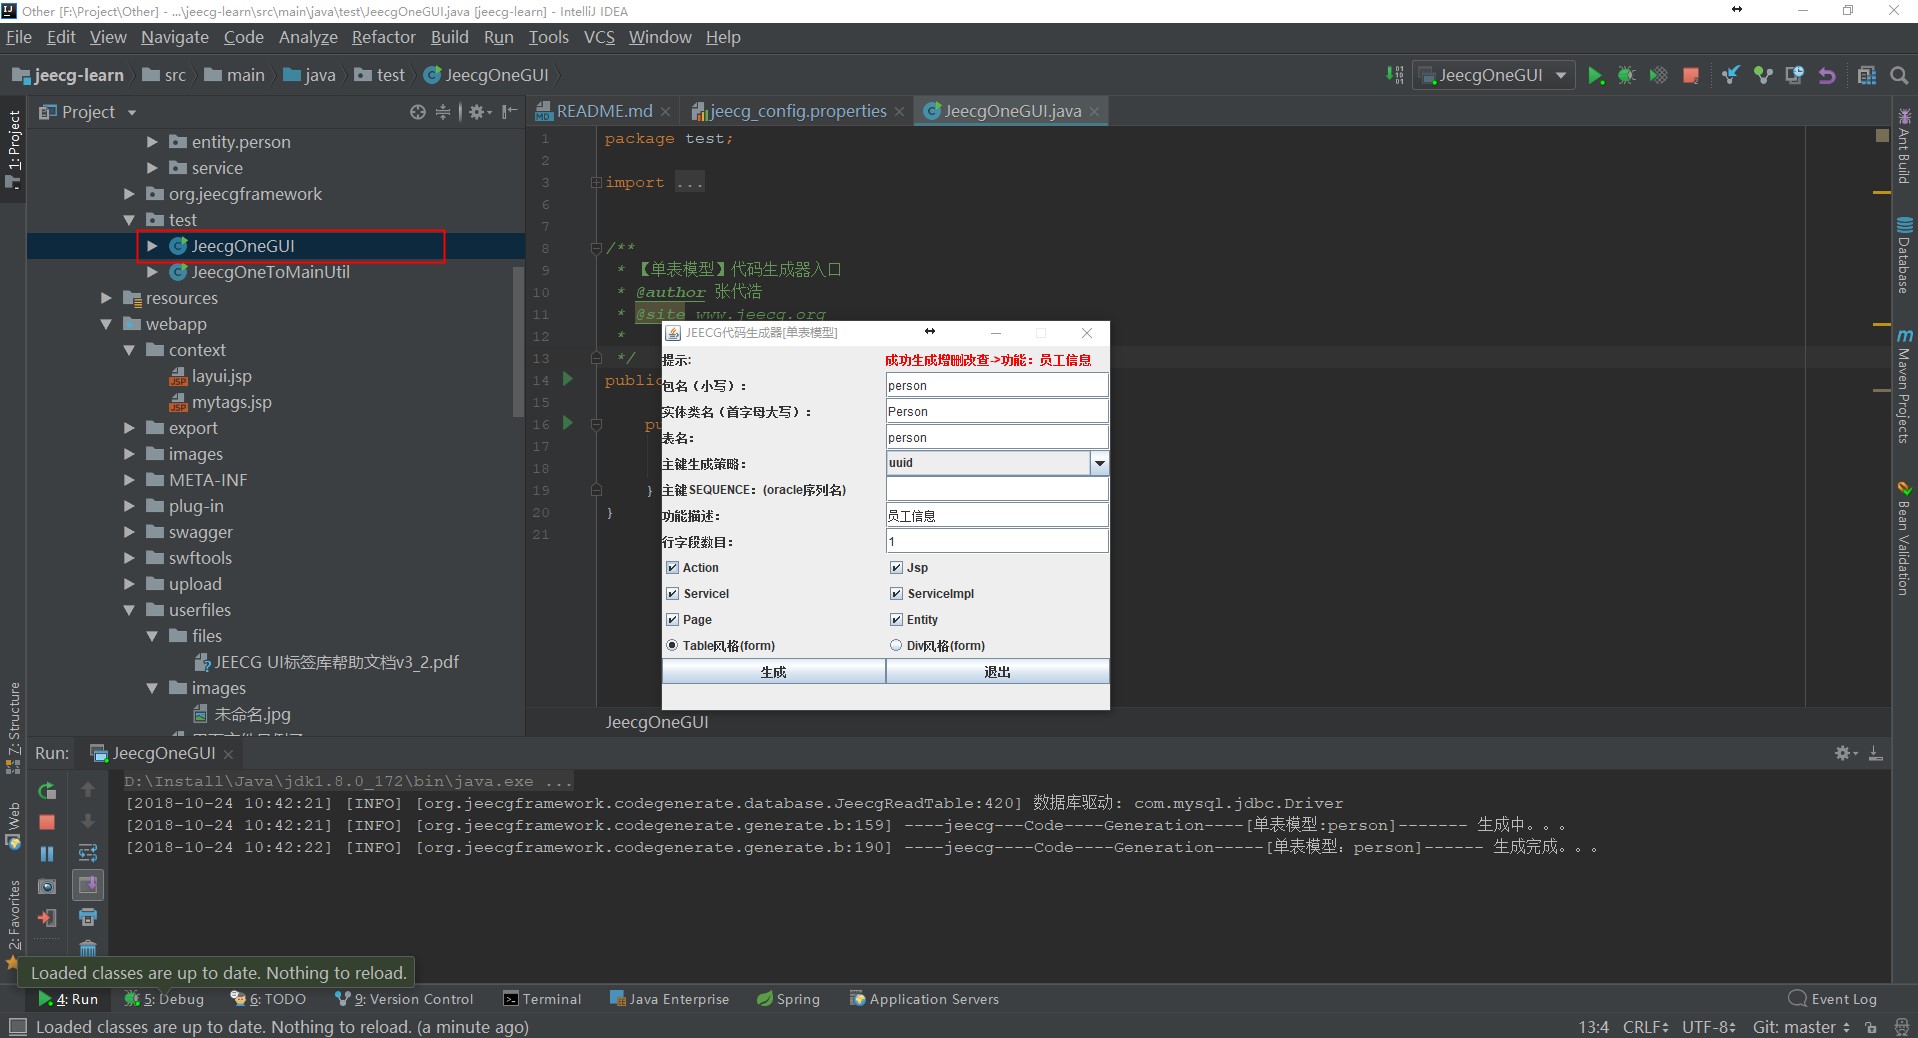 Other [F:\Project\Other] - ...\jeecg-learn\src\main\java\test\JeecgOneGUI.java [jeecg-learn] - IntelliJ IDEA
File Edit View Navigate Code Analyze Refactor Build Run Tools VCS Window Help
jeecg-learn src main java test JeecgOneGUI
JeecgOneGUI
Project
README.md
jeecg_config.properties
JeecgOneGUI.java
1: Project
entity.person
service
org.jeecgframework
test
JeecgOneGUI
JeecgOneToMainUtil
resources
webapp
context
layui.jsp
mytags.jsp
export
images
META-INF
plug-in
swagger
swftools
upload
userfiles
files
JEECG UI标签库帮助文档v3_2.pdf
images
未命名.jpg
1 package test;
2
3 import ...
6
7
8 /**
9 * 【单表模型】代码生成器入口
10 * @author 张代浩
11 * @site www.jeecg.org
12 *
13 */
14 public
15
16 pu
17
18
19 }
20 }
21
JeecgOneGUI
JEECG代码生成器[单表模型]
提示: 成功生成增删改查->功能：员工信息
包名（小写）： person
实体类名（首字母大写）： Person
表名： person
主键生成策略： uuid
主键SEQUENCE：(oracle序列名)
功能描述： 员工信息
行字段数目： 1
Action Jsp
ServiceI ServiceImpl
Page Entity
Table风格(form) Div风格(form)
生成 退出
Ant Build
Database
Maven Projects
Bean Validation
7: Structure
Web
2: Favorites
Run: JeecgOneGUI
D:\Install\Java\jdk1.8.0_172\bin\java.exe ...
[2018-10-24 10:42:21] [INFO] [org.jeecgframework.codegenerate.database.JeecgReadTable:420] 数据库驱动: com.mysql.jdbc.Driver
[2018-10-24 10:42:21] [INFO] [org.jeecgframework.codegenerate.generate.b:159] ----jeecg---Code----Generation----[单表模型:person]------- 生成中。。。
[2018-10-24 10:42:22] [INFO] [org.jeecgframework.codegenerate.generate.b:190] ----jeecg----Code----Generation-----[单表模型：person]------ 生成完成。。。
Loaded classes are up to date. Nothing to reload.
4: Run 5: Debug 6: TODO 9: Version Control Terminal Java Enterprise Spring Application Servers Event Log
Loaded classes are up to date. Nothing to reload. (a minute ago) 13:4 CRLF UTF-8 Git: master